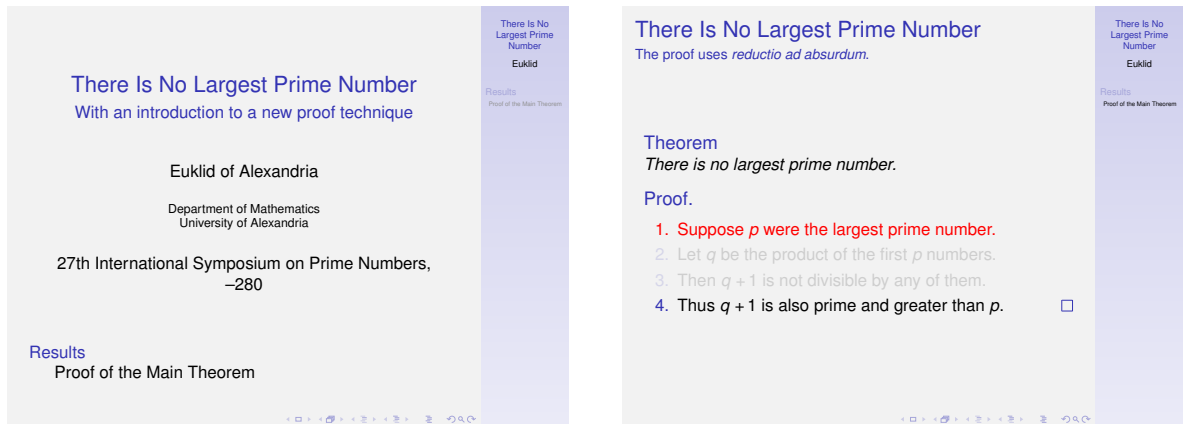 There Is No Largest Prime Number
With an introduction to a new proof technique
Euklid of Alexandria
Department of Mathematics
University of Alexandria
27th International Symposium on Prime Numbers,
–280
Results
Proof of the Main Theorem
There Is No
Largest Prime
Number
Euklid
Results
Proof of the Main Theorem
There Is No Largest Prime Number
The proof uses reductio ad absurdum.
Theorem
There is no largest prime number.
Proof.
1. Suppose p were the largest prime number.
2. Let q be the product of the first p numbers.
3. Then q + 1 is not divisible by any of them.
4. Thus q + 1 is also prime and greater than p.
There Is No
Largest Prime
Number
Euklid
Results
Proof of the Main Theorem